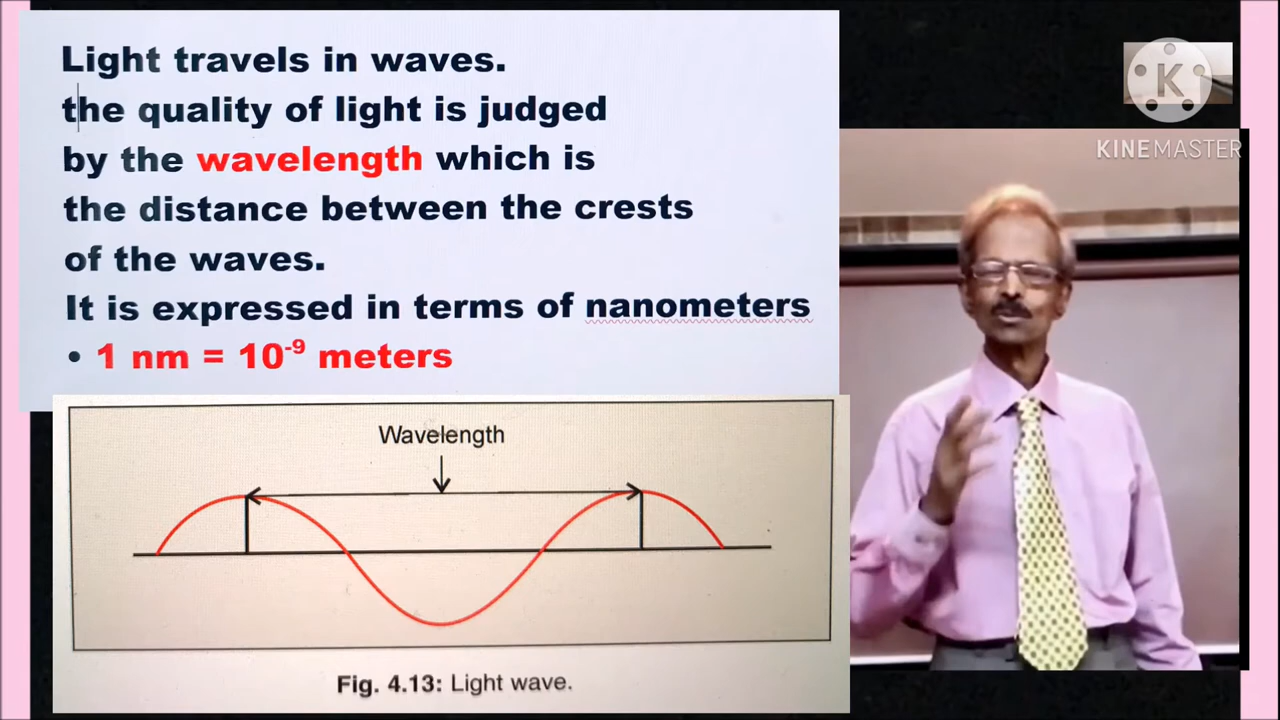 Light travels in waves.
the quality of light is judged
by the wavelength which is
the distance between the crests
of the waves.
It is expressed in terms of nanometers
• 1 nm = 10⁻⁹ meters
Wavelength
Fig. 4.13: Light wave.
K
KINEMASTER